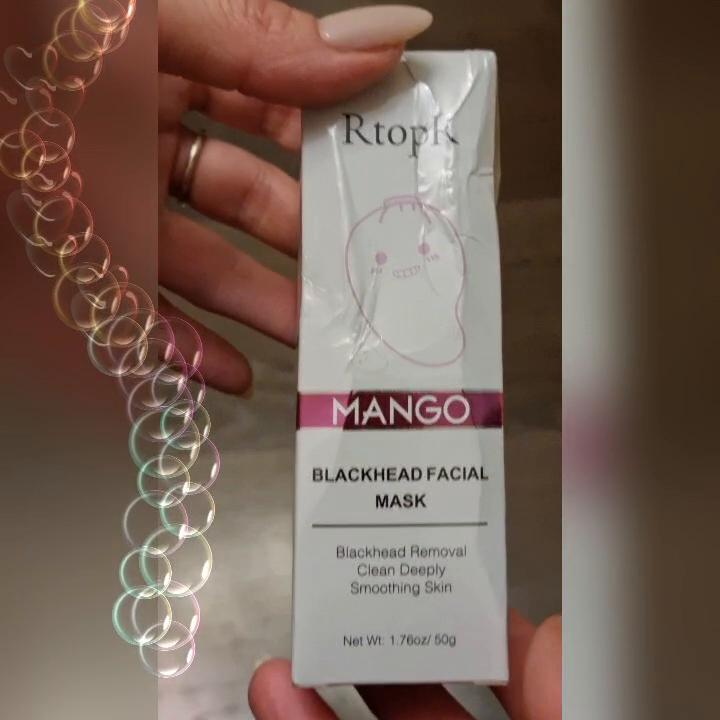 RtopR
MANGO
BLACKHEAD FACIAL
MASK
Blackhead Removal
Clean Deeply
Smoothing Skin
Net Wt: 1.76oz/ 50g